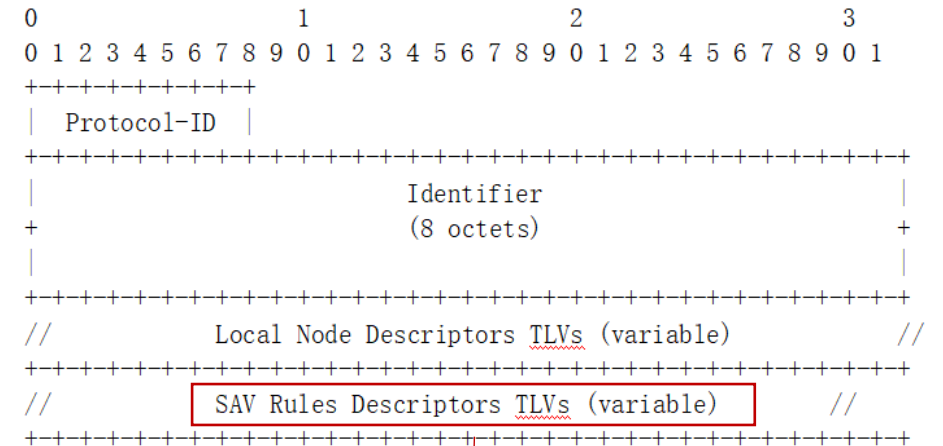 0                   1                   2                   3
0 1 2 3 4 5 6 7 8 9 0 1 2 3 4 5 6 7 8 9 0 1 2 3 4 5 6 7 8 9 0 1
+-+-+-+-+-+-+-+-+
|  Protocol-ID  |
+-+-+-+-+-+-+-+-+-+-+-+-+-+-+-+-+-+-+-+-+-+-+-+-+-+-+-+-+-+-+-+-+
|                           Identifier                          |
+                           (8 octets)                          +
|                                                               |
+-+-+-+-+-+-+-+-+-+-+-+-+-+-+-+-+-+-+-+-+-+-+-+-+-+-+-+-+-+-+-+-+
//            Local Node Descriptors TLVs (variable)            //
+-+-+-+-+-+-+-+-+-+-+-+-+-+-+-+-+-+-+-+-+-+-+-+-+-+-+-+-+-+-+-+-+
//            SAV Rules Descriptors TLVs (variable)        //
+-+-+-+-+-+-+-+-+-+-+-+-+-+-+-+-+-+-+-+-+-+-+-+-+-+-+-+-+-+-+-+-+